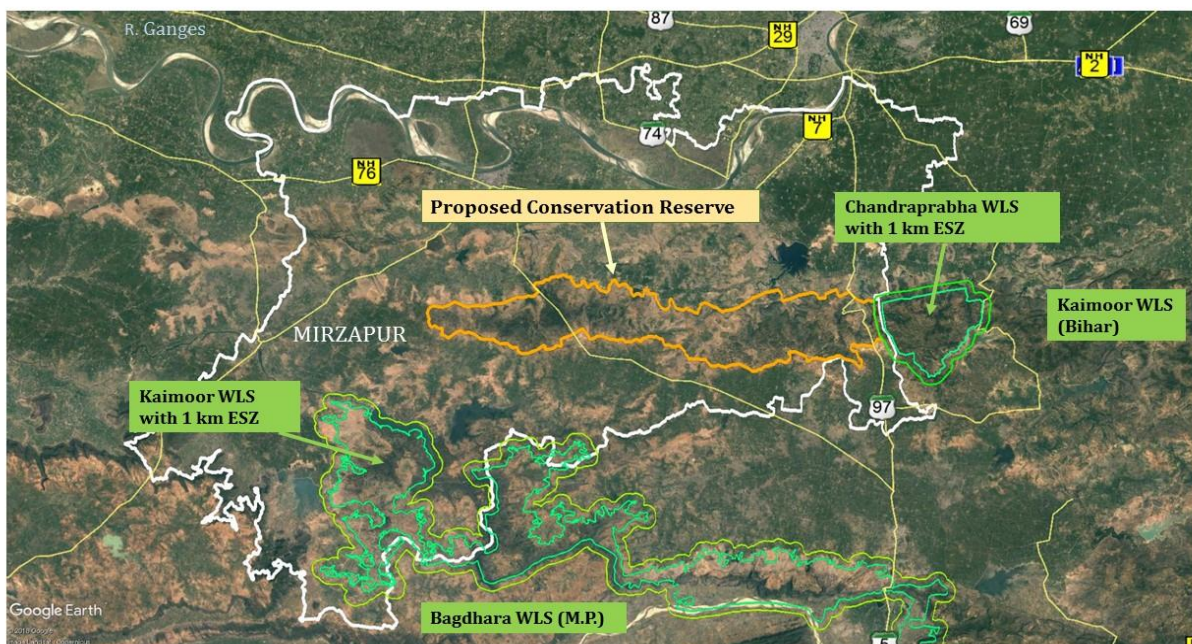 R. Ganges
87
NH
29
69
NH
2
NH
7
74
NH
76
Proposed Conservation Reserve
Chandraprabha WLS
with 1 km ESZ
Kaimoor WLS
(Bihar)
MIRZAPUR
Kaimoor WLS
with 1 km ESZ
97
Bagdhara WLS (M.P.)
Google Earth
5